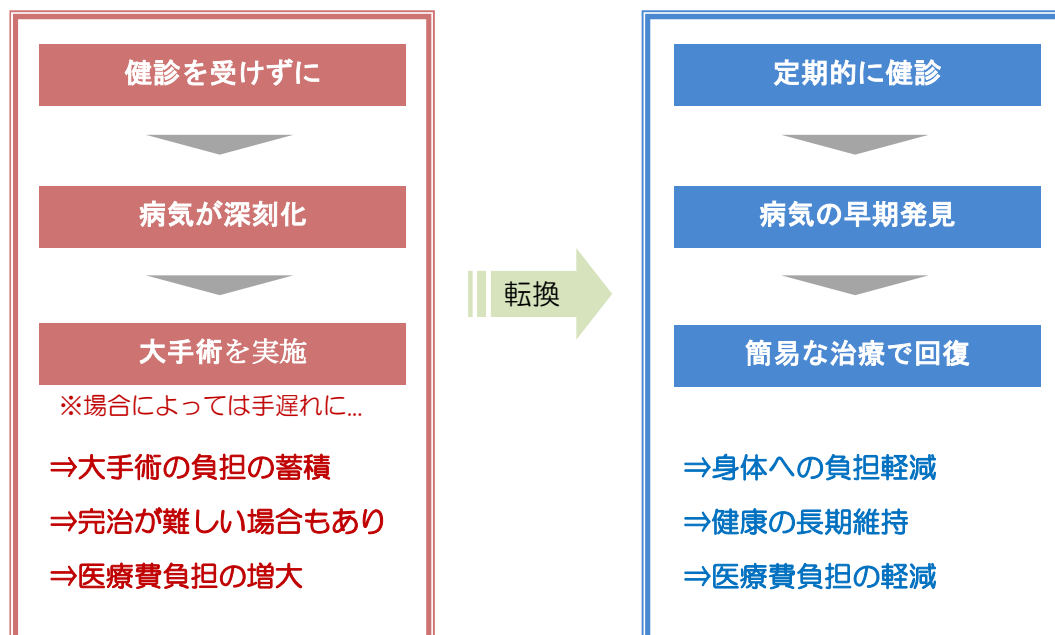 健診を受けずに
病気が深刻化
大手術を実施
※場合によっては手遅れに...
⇒大手術の負担の蓄積
⇒完治が難しい場合もあり
⇒医療費負担の増大
転換
定期的に健診
病気の早期発見
簡易な治療で回復
⇒身体への負担軽減
⇒健康の長期維持
⇒医療費負担の軽減